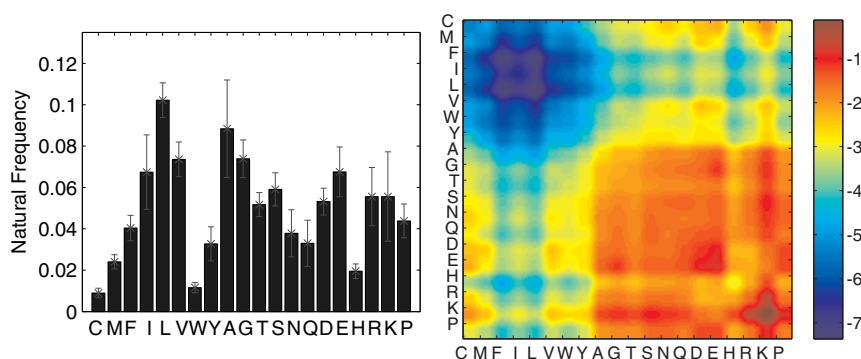 Natural Frequency
0.12
0.1
0.08
0.06
0.04
0.02
0
C M F I L V W Y A G T S N Q D E H R K P
C
M
F
I
L
V
W
Y
A
G
T
S
N
Q
D
E
H
R
K
P
C M F I L V W Y A G T S N Q D E H R K P
-1
-2
-3
-4
-5
-6
-7